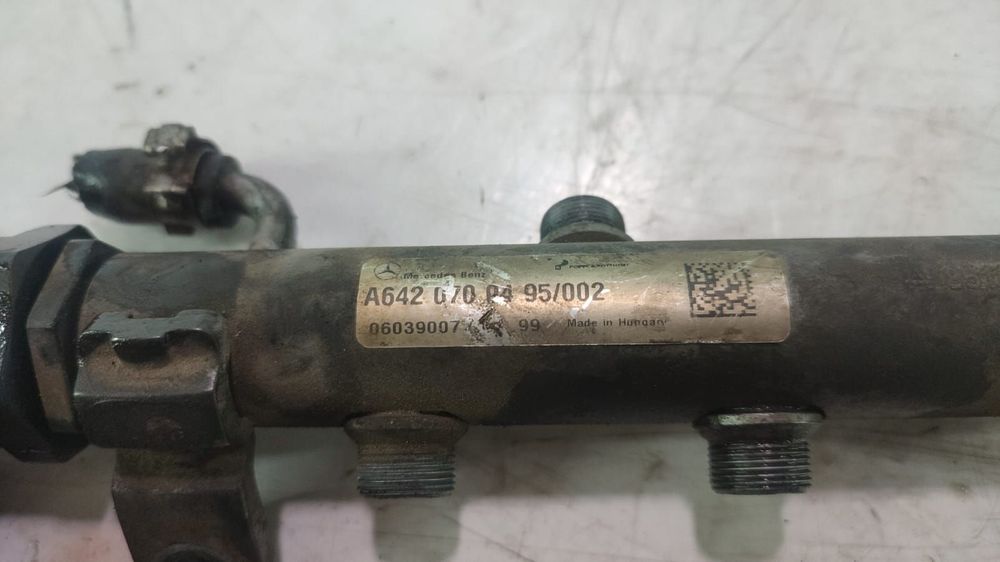 Mercedes Benz
A642 070 04 95/002
06039007 99 Made in Hungary